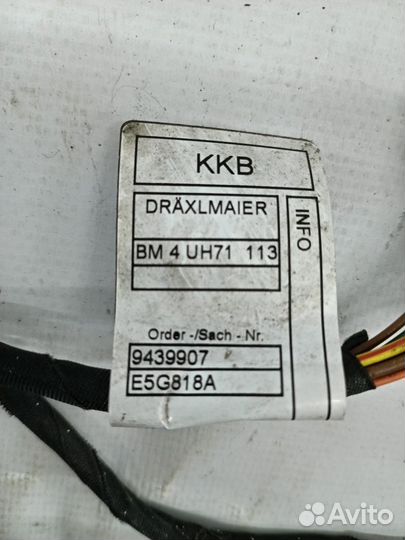 KKB
DRÄXLMAIER
INFO
BM 4 UH71 113
Order -/Sach - Nr.
9439907
E5G818A
Avito